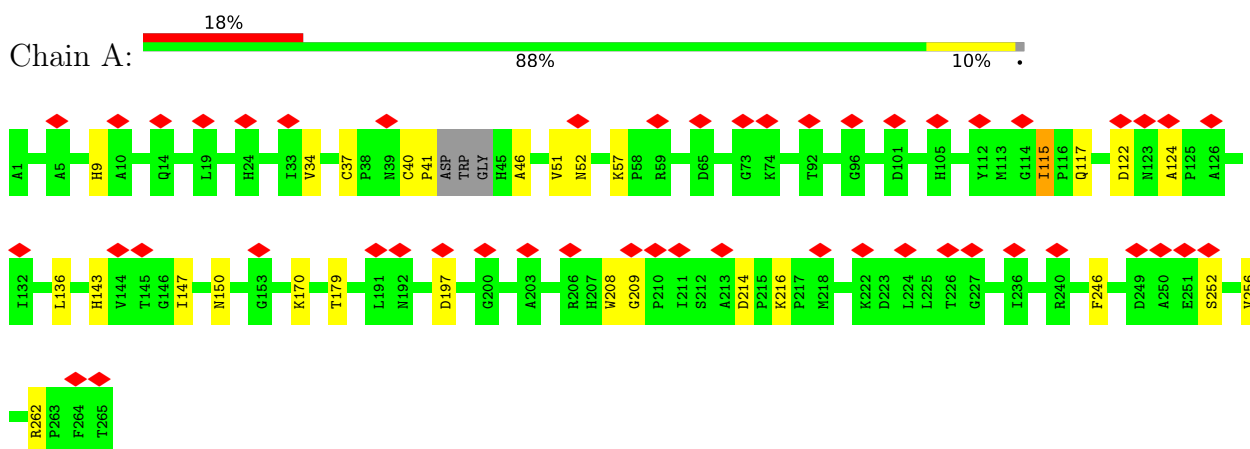 18%
Chain A:
88% 10% •
A1 A5 H9 A10 Q14 L19 H24 I33 V34 C37 P38 N39 C40 P41 ASP TRP GLY H45 A46 V51 N52 K57 P58 R59 D65 G73 K74 T92 G96 D101 H105 Y112 M113 G114 I115 P116 Q117 D122 N123 A124 P125 A126
I132 L136 H143 V144 T145 G146 I147 N150 G153 K170 T179 L191 N192 D197 G200 A203 R206 H207 W208 G209 P210 I211 S212 A213 D214 P215 K216 P217 M218 K222 D223 L224 L225 T226 G227 I236 R240 F246 D249 A250 E251 S252 V256
R262 P263 F264 T265